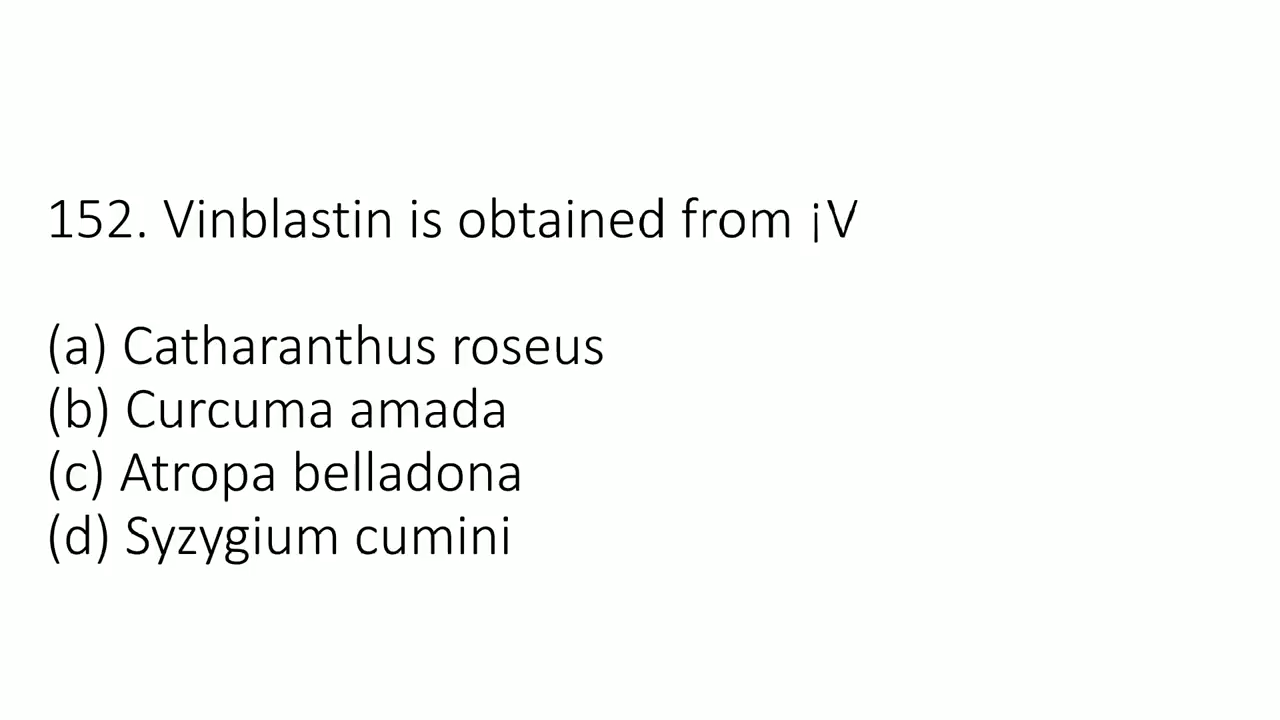 152. Vinblastin is obtained from ¡V
(a) Catharanthus roseus
(b) Curcuma amada
(c) Atropa belladona
(d) Syzygium cumini